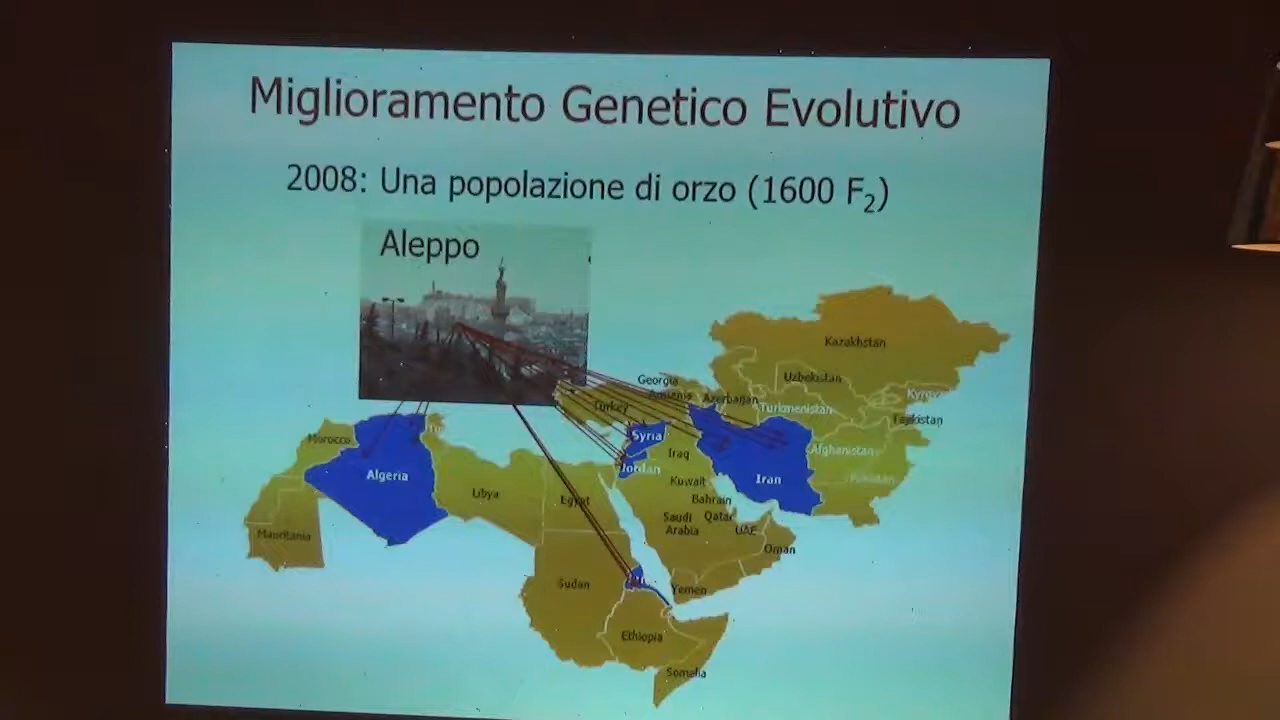 Miglioramento Genetico Evolutivo
2008: Una popolazione di orzo (1600 F₂)
Aleppo
Kazakhstan
Georgia
Uzbekistan
Armenia
Azerbaijan
Turkey
Turkmenistan
Tajikistan
Morocco
Syria
Iraq
Afghanistan
Jordan
Algeria
Iran
Pakistan
Kuwait
Libya
Egypt
Bahrain
Saudi
Arabia
Qatar
UAE
Oman
Mauritania
Sudan
Yemen
Ethiopia
Somalia